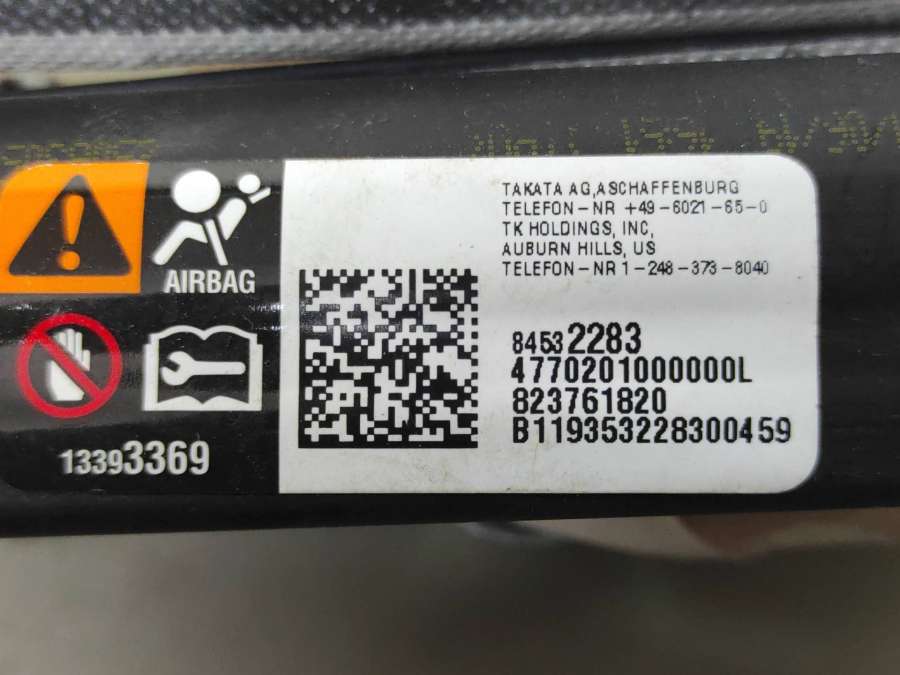 AIRBAG
13393369
TAKATA AG,ASCHAFFENBURG
TELEFON-NR +49-6021-65-0
TK HOLDINGS, INC,
AUBURN HILLS, US
TELEFON-NR 1-248-373-8040
84532283
4770201000000L
823761820
B119353228300459